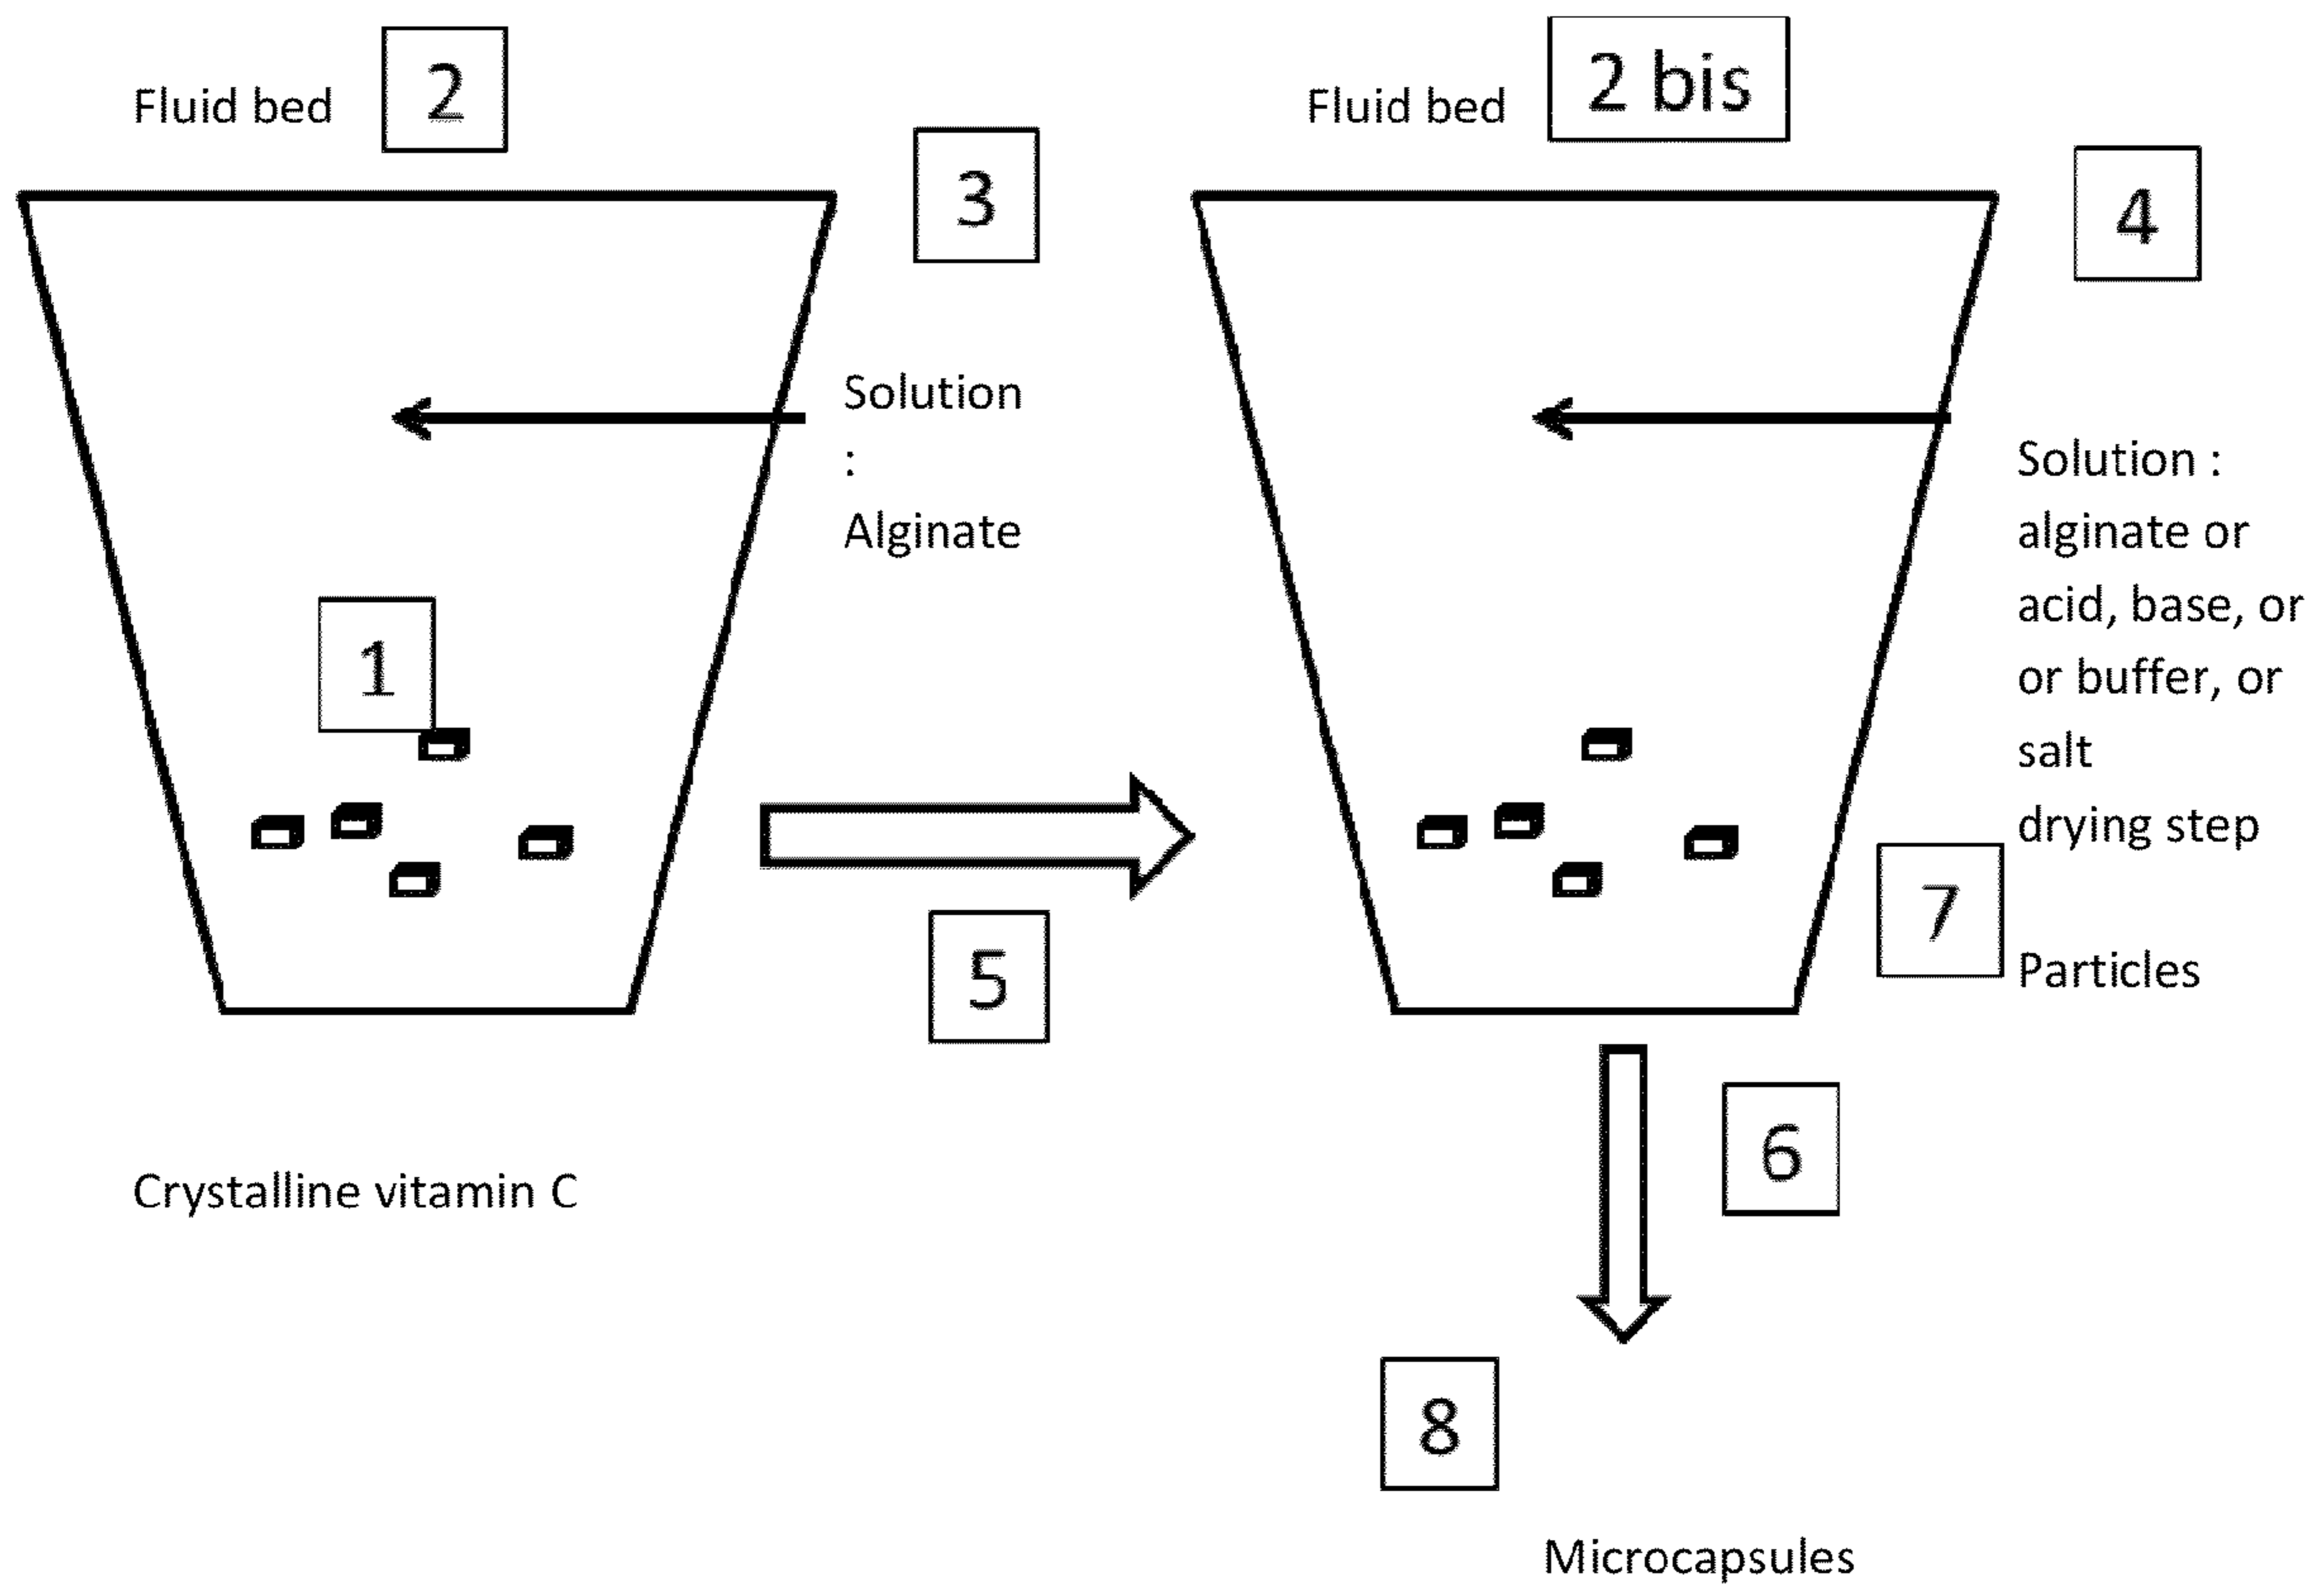 Fluid bed
2
3
Solution
:
Alginate
1
Crystalline vitamin C
5
Fluid bed
2 bis
4
Solution :
alginate or
acid, base, or
or buffer, or
salt
drying step
7
Particles
6
8
Microcapsules